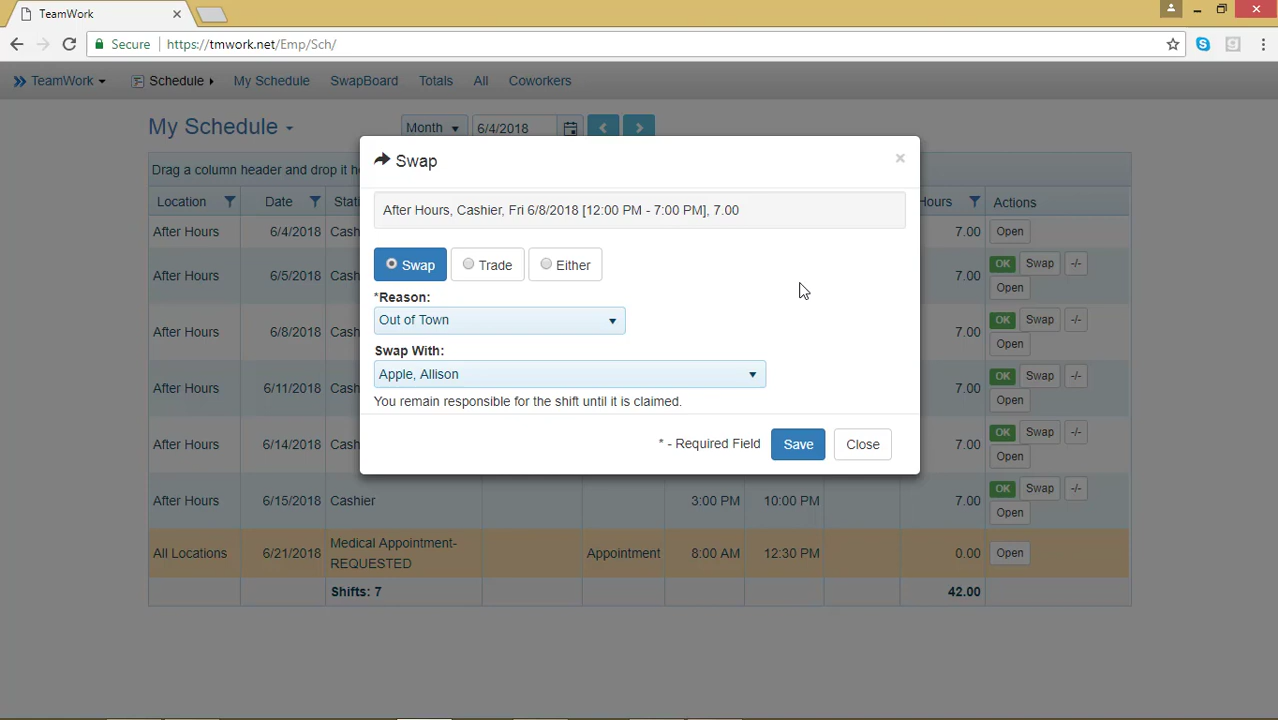 TeamWork
Secure https://tmwork.net/Emp/Sch/
TeamWork Schedule My Schedule SwapBoard Totals All Coworkers
My Schedule Month 6/4/2018
Drag a column header and drop it h
Location Date Stati Hours Actions
After Hours 6/4/2018 Cash 7.00 Open
After Hours 6/5/2018 Cash 7.00 OK Swap -/-
Open
After Hours 6/8/2018 Cash 7.00 OK Swap -/-
Open
After Hours 6/11/2018 Cash 7.00 OK Swap -/-
Open
After Hours 6/14/2018 Cash 7.00 OK Swap -/-
Open
After Hours 6/15/2018 Cashier 3:00 PM 10:00 PM 7.00 OK Swap -/-
Open
All Locations 6/21/2018 Medical Appointment-
REQUESTED Appointment 8:00 AM 12:30 PM 0.00 Open
Shifts: 7 42.00
Swap ×
After Hours, Cashier, Fri 6/8/2018 [12:00 PM - 7:00 PM], 7.00
Swap Trade Either
*Reason:
Out of Town
Swap With:
Apple, Allison
You remain responsible for the shift until it is claimed.
* - Required Field Save Close